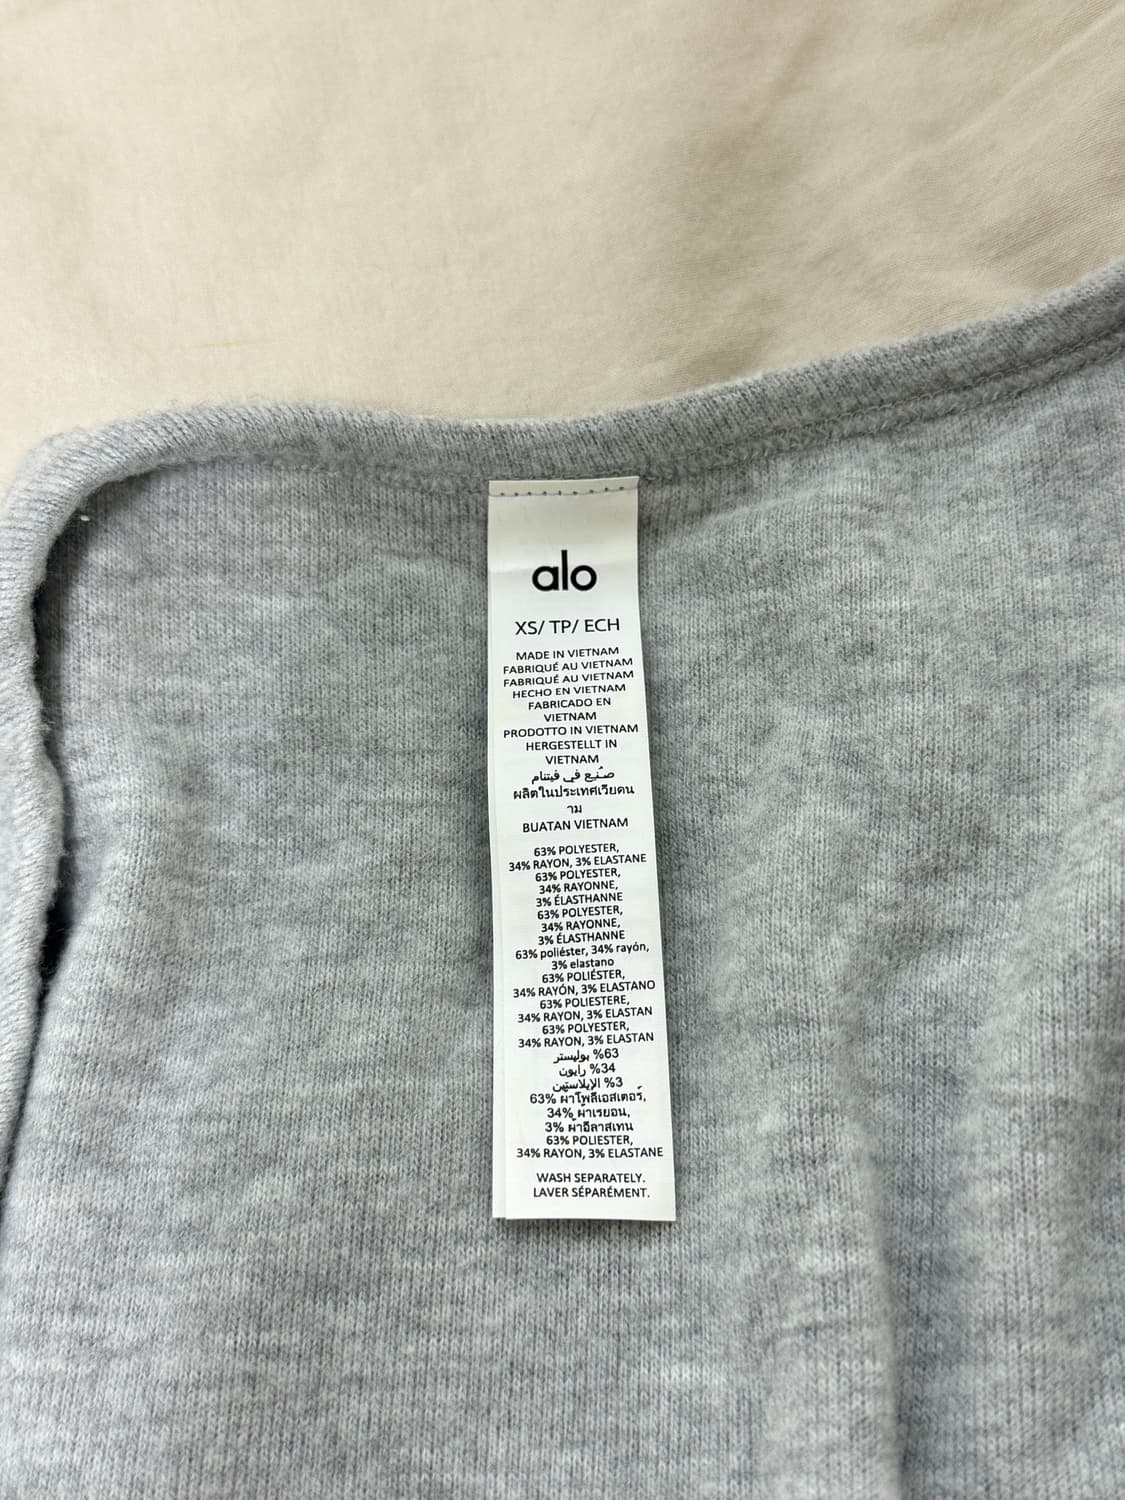 alo
XS/ TP/ ECH
MADE IN VIETNAM
FABRIQUÉ AU VIETNAM
FABRIQUÉ AU VIETNAM
HECHO EN VIETNAM
FABRICADO EN
VIETNAM
PRODOTTO IN VIETNAM
HERGESTELLT IN
VIETNAM
صُنِع في فيتنام
ผลิตในประเทศเวียดน
าม
BUATAN VIETNAM
63% POLYESTER,
34% RAYON, 3% ELASTANE
63% POLYESTER,
34% RAYONNE,
3% ÉLASTHANNE
63% POLYESTER,
34% RAYONNE,
3% ÉLASTHANNE
63% poliéster, 34% rayón,
3% elastano
63% POLIÉSTER,
34% RAYÓN, 3% ELASTANO
63% POLIESTERE,
34% RAYON, 3% ELASTAN
63% POLYESTER,
34% RAYON, 3% ELASTAN
63% بوليستر
34% رايون
3% الإيلاستين
63% ผ้าโพลีเอสเตอร์,
34% ผ้าเรยอน,
3% ผ้าอีลาสเทน
63% POLIESTER,
34% RAYON, 3% ELASTANE
WASH SEPARATELY.
LAVER SÉPARÉMENT.